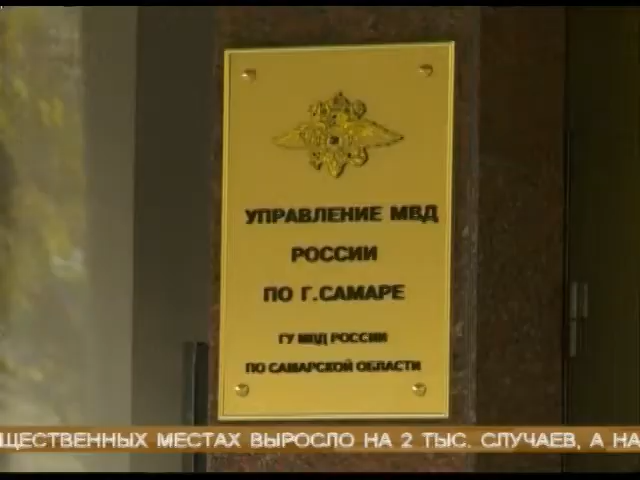 УПРАВЛЕНИЕ МВД
РОССИИ
ПО Г.САМАРЕ
ГУ МВД РОССИИ
ПО САМАРСКОЙ ОБЛАСТИ
ЩЕСТВЕННЫХ МЕСТАХ ВЫРОСЛО НА 2 ТЫС. СЛУЧАЕВ, А НА